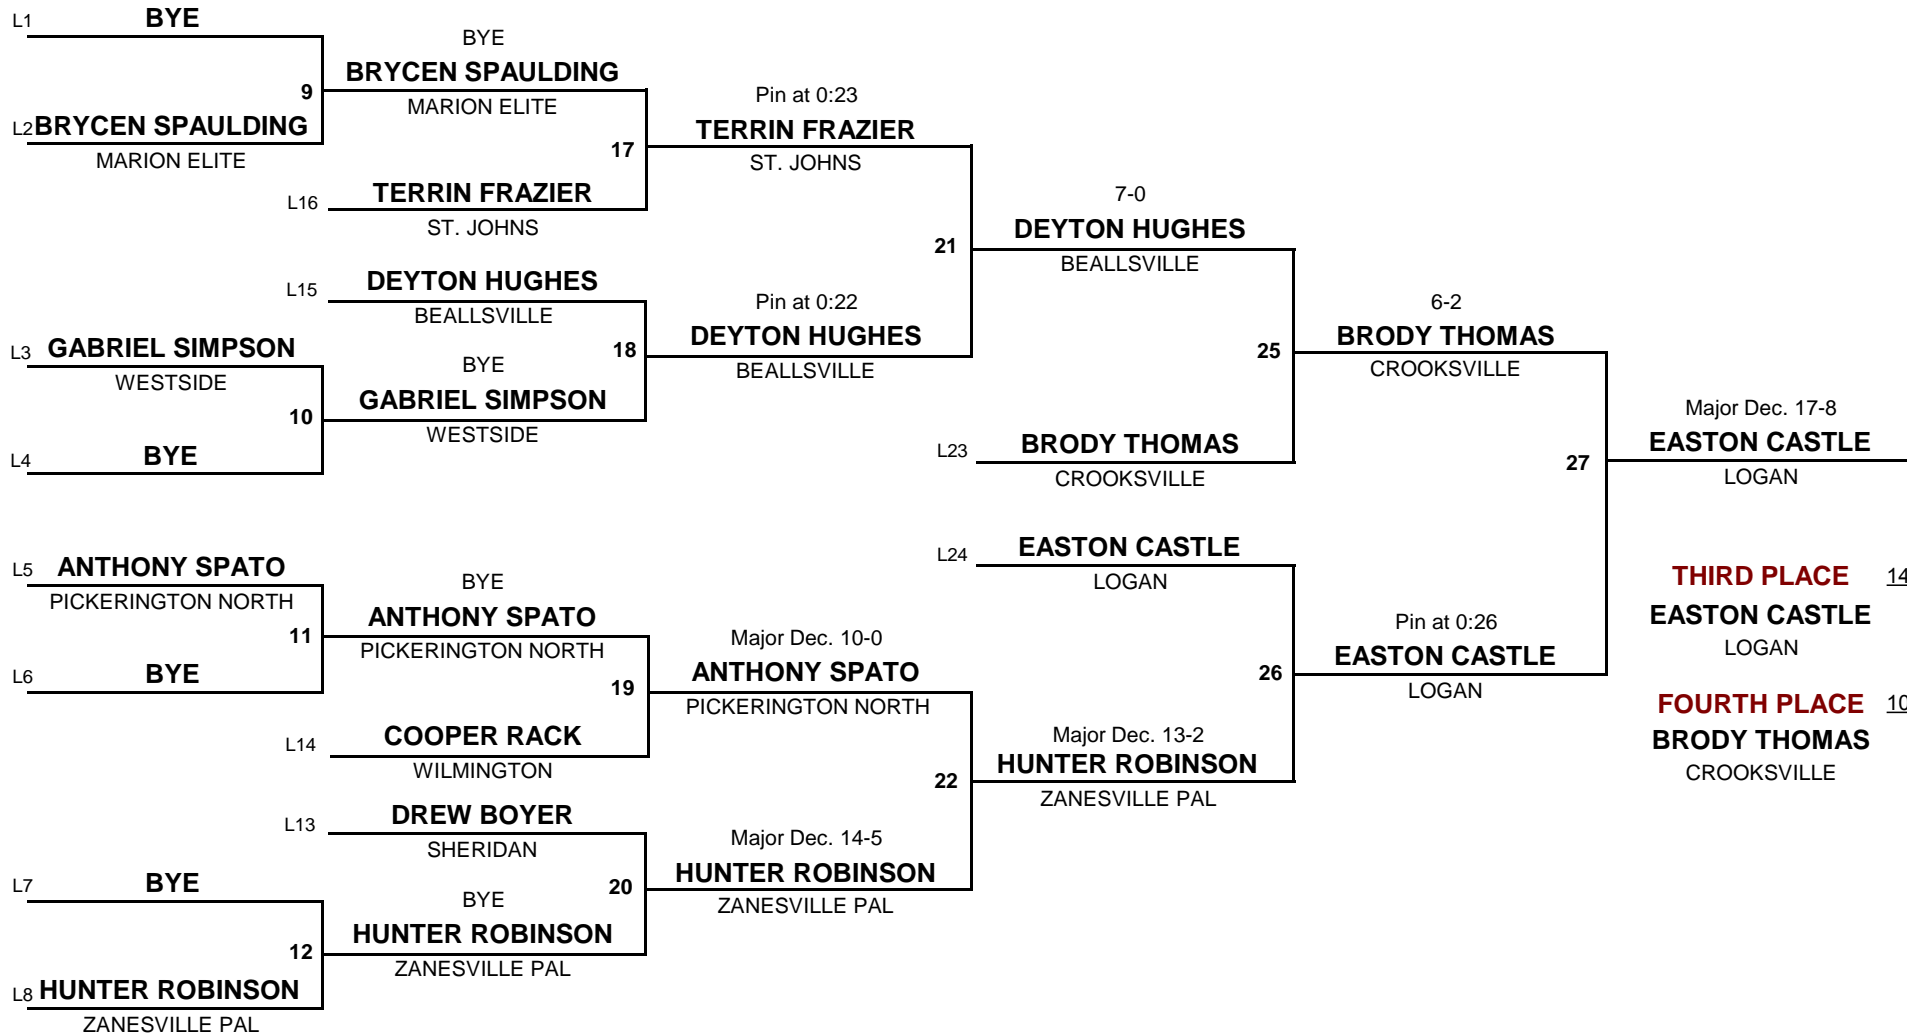 L1 BYE
BYE
BRYCEN SPAULDING
9
MARION ELITE
L2 BRYCEN SPAULDING
MARION ELITE
Pin at 0:23
TERRIN FRAZIER
17
ST. JOHNS
L16 TERRIN FRAZIER
ST. JOHNS
7-0
DEYTON HUGHES
21
BEALLSVILLE
L15 DEYTON HUGHES
BEALLSVILLE
Pin at 0:22
DEYTON HUGHES
18
BEALLSVILLE
L3 GABRIEL SIMPSON
WESTSIDE
BYE
GABRIEL SIMPSON
10
WESTSIDE
L4 BYE
6-2
BRODY THOMAS
25
CROOKSVILLE
L23 BRODY THOMAS
CROOKSVILLE
Major Dec. 17-8
EASTON CASTLE
27
LOGAN
L5 ANTHONY SPATO
PICKERINGTON NORTH
BYE
ANTHONY SPATO
11
PICKERINGTON NORTH
L6 BYE
Major Dec. 10-0
ANTHONY SPATO
19
PICKERINGTON NORTH
L14 COOPER RACK
WILMINGTON
L24 EASTON CASTLE
LOGAN
Pin at 0:26
EASTON CASTLE
26
LOGAN
Major Dec. 13-2
HUNTER ROBINSON
22
ZANESVILLE PAL
L13 DREW BOYER
SHERIDAN
Major Dec. 14-5
HUNTER ROBINSON
20
ZANESVILLE PAL
L7 BYE
BYE
HUNTER ROBINSON
12
ZANESVILLE PAL
L8 HUNTER ROBINSON
ZANESVILLE PAL
THIRD PLACE 14
EASTON CASTLE
LOGAN
FOURTH PLACE
BRODY THOMAS
CROOKSVILLE